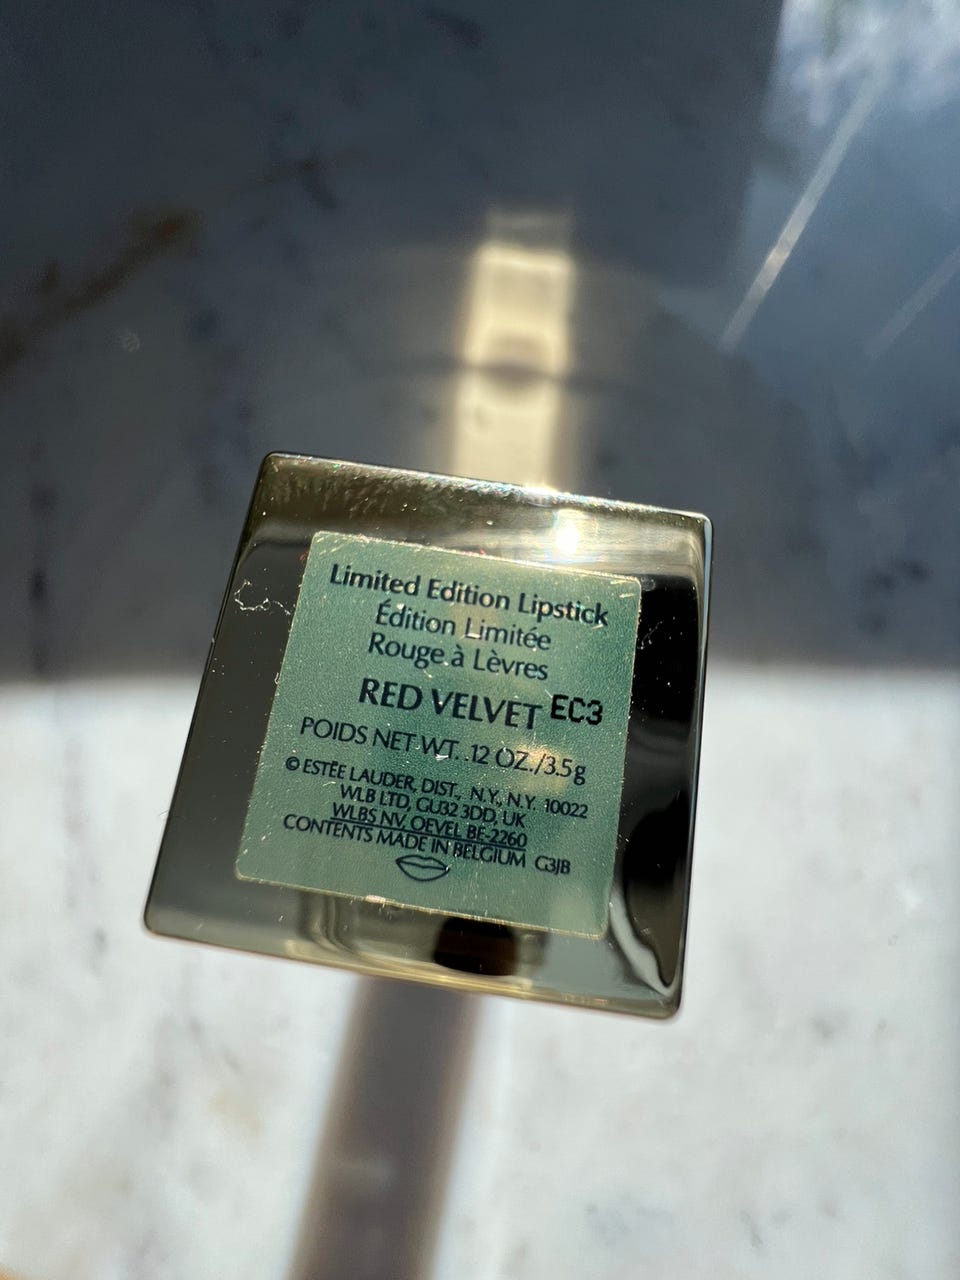 Limited Edition Lipstick
Édition Limitée
Rouge à Lèvres
RED VELVET EC3
POIDS NET WT. .12 OZ./3.5g
© ESTĒE LAUDER, DIST., N.Y., N.Y. 10022
WLB LTD, GU32 3DD, UK
WLBS NV, OEVEL BE-2260
CONTENTS MADE IN BELGIUM G3JB